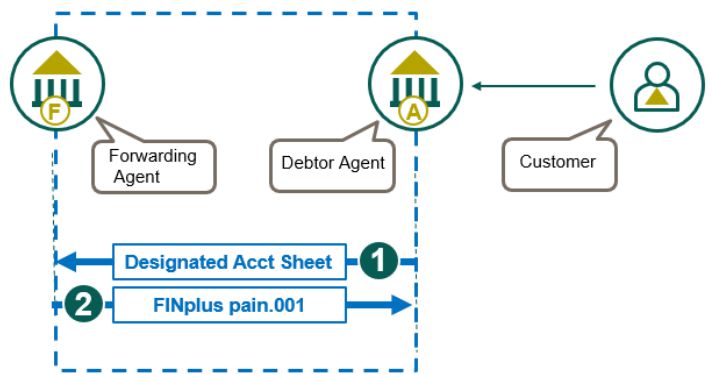 F
A
Forwarding
Agent
Debtor Agent
Customer
Designated Acct Sheet
1
2
FINplus pain.001